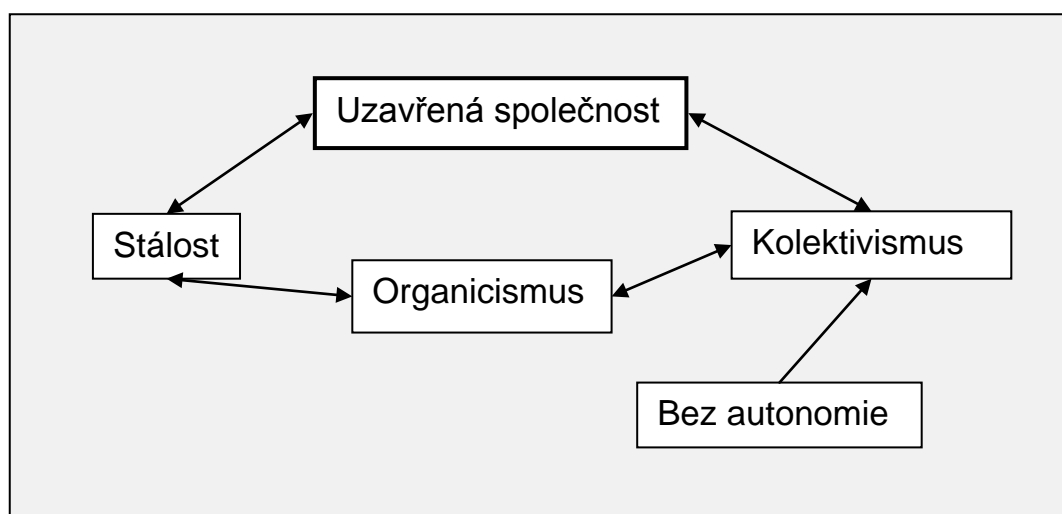 Uzavřená společnost
Stálost
Kolektivismus
Organicismus
Bez autonomie